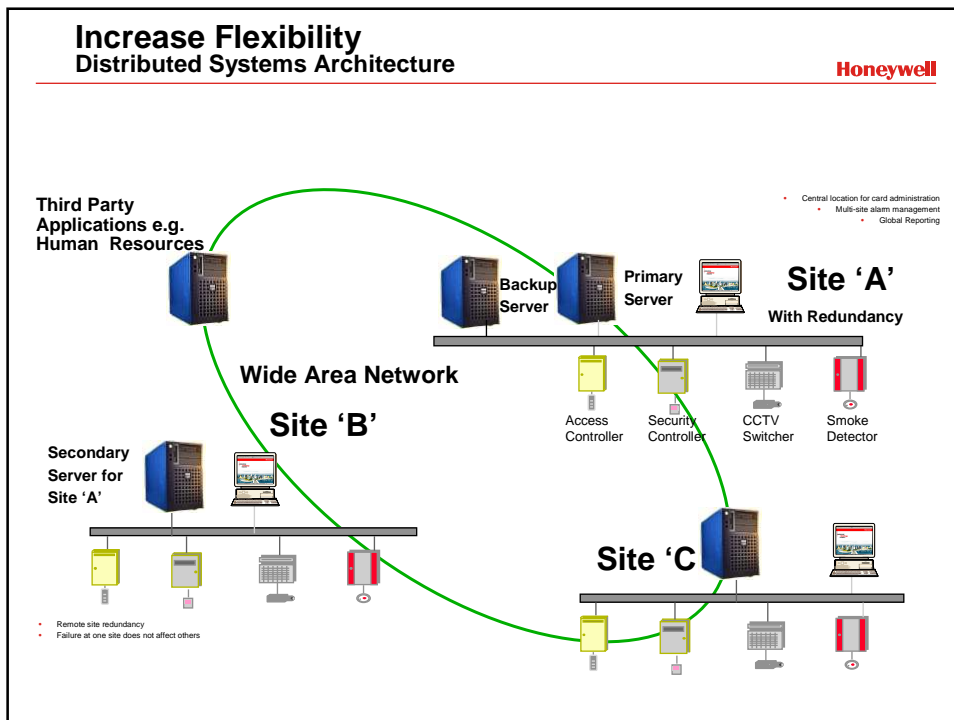 Increase Flexibility
Distributed Systems Architecture
Honeywell
Third Party
Applications e.g.
Human Resources
• Central location for card administration
• Multi-site alarm management
• Global Reporting
Backup
Server
Primary
Server
Site ‘A’
With Redundancy
Wide Area Network
Access
Controller
Security
Controller
CCTV
Switcher
Smoke
Detector
Site ‘B’
Secondary
Server for
Site ‘A’
Site ‘C
• Remote site redundancy
• Failure at one site does not affect others